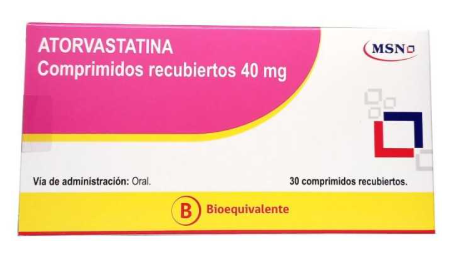 ATORVASTATINA
Comprimidos recubiertos 40 mg
MSN
Vía de administración: Oral.
30 comprimidos recubiertos.
B Bioequivalente